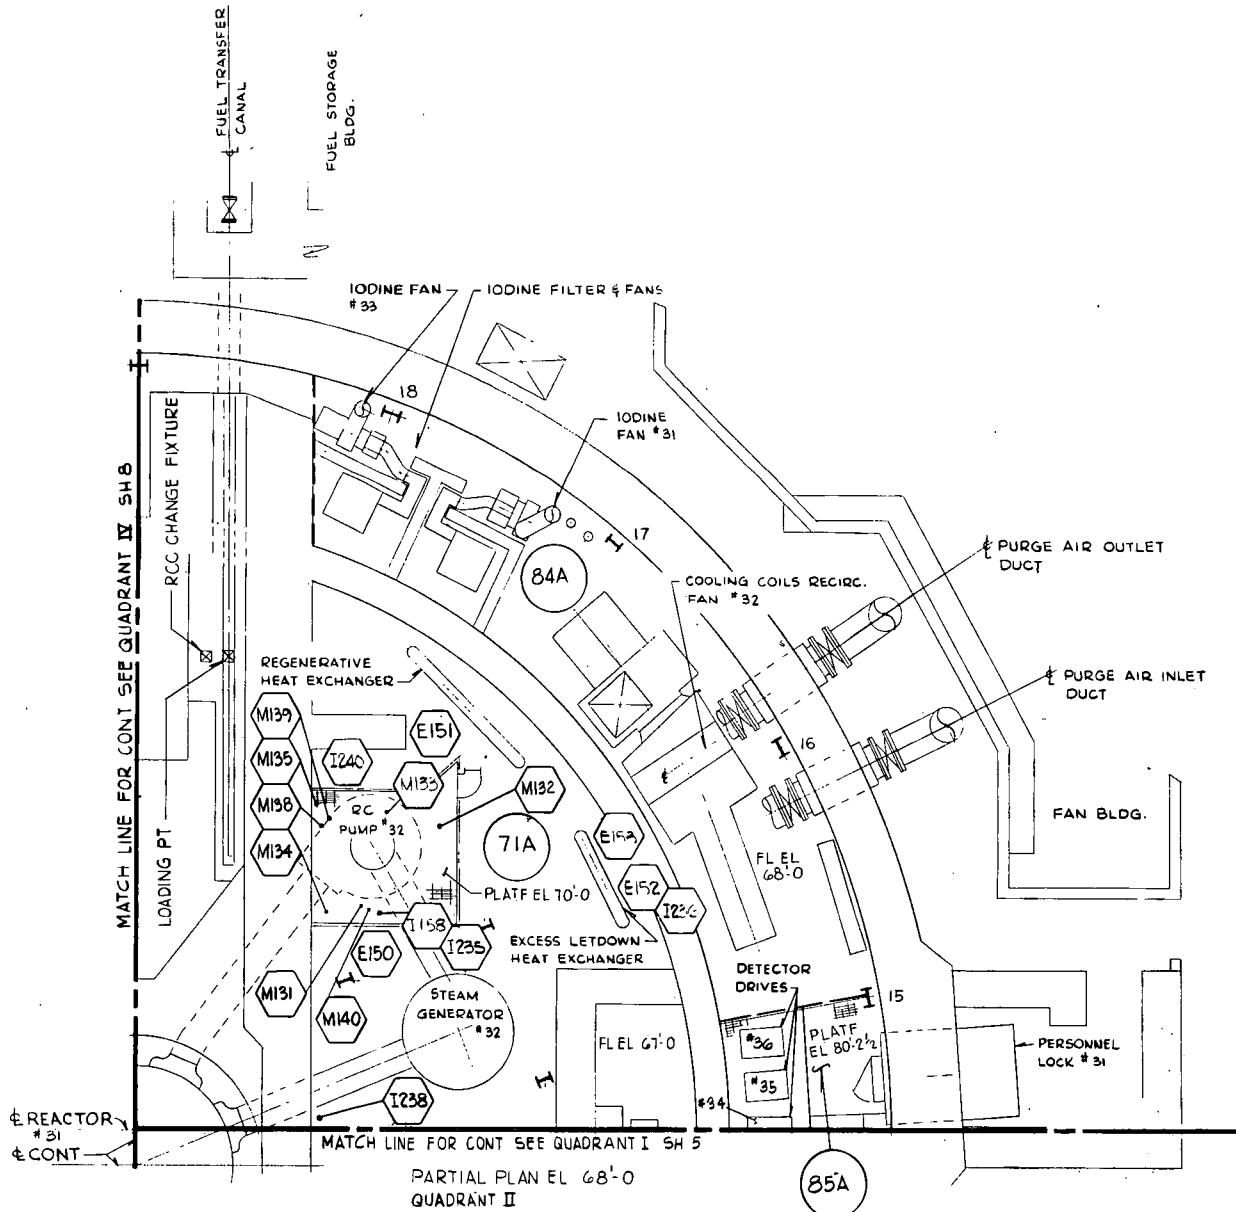 ℄ FUEL TRANSFER
CANAL
FUEL STORAGE
BLDG.
IODINE FAN
#33
IODINE FILTER & FANS
18
IODINE
FAN #31
17
84A
COOLING COILS RECIRC.
FAN #32
℄ PURGE AIR OUTLET
DUCT
℄ PURGE AIR INLET
DUCT
16
FAN BLDG.
MATCH LINE FOR CONT SEE QUADRANT IV SH 8
RCC CHANGE FIXTURE
LOADING PT
REGENERATIVE
HEAT EXCHANGER
M139
E151
M135
I240
M133
M132
M138
RC
PUMP #32
M134
71A
E153
FL EL
68'-0
PLATF EL 70'-0
E152
I236
I158
I235
E150
EXCESS LETDOWN
HEAT EXCHANGER
DETECTOR
DRIVES
M131
M140
STEAM
GENERATOR
#32
FL EL 67'-0
#36
#35
#34
PLATF
EL 80'-2½
15
PERSONNEL
LOCK #31
I238
℄ REACTOR
#31
℄ CONT
MATCH LINE FOR CONT SEE QUADRANT I SH 5
PARTIAL PLAN EL 68'-0
QUADRANT II
85A
℄